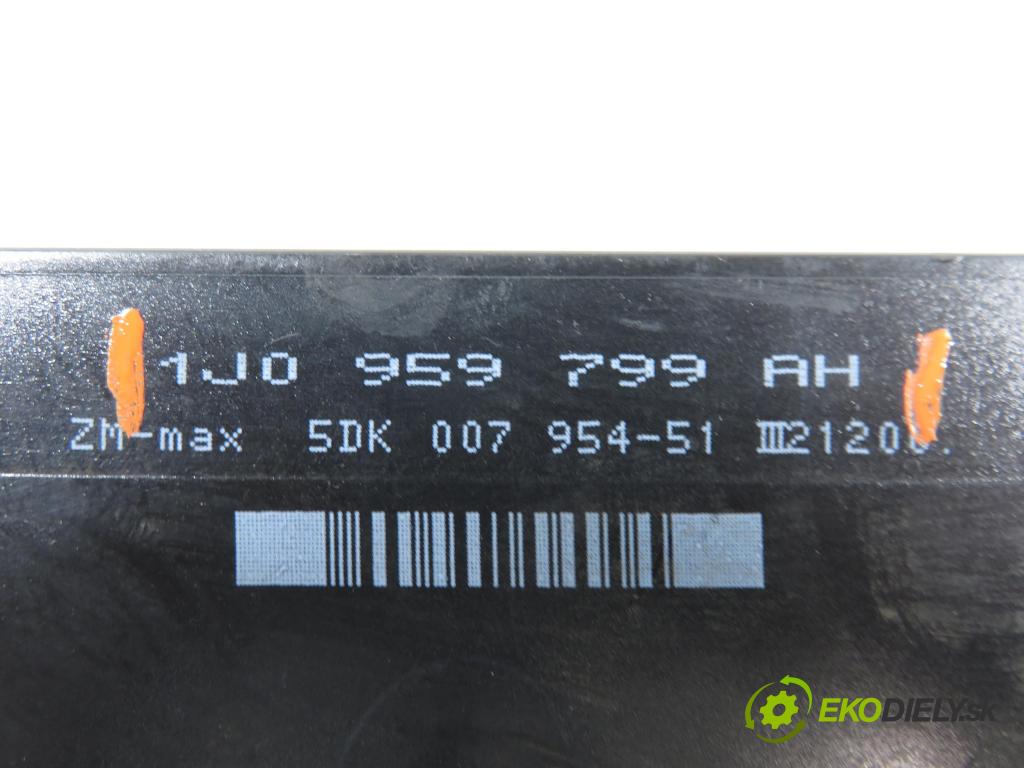 1J0 959 799 AH
ZM-max 5DK 007 954-51
EKODIELY.SK